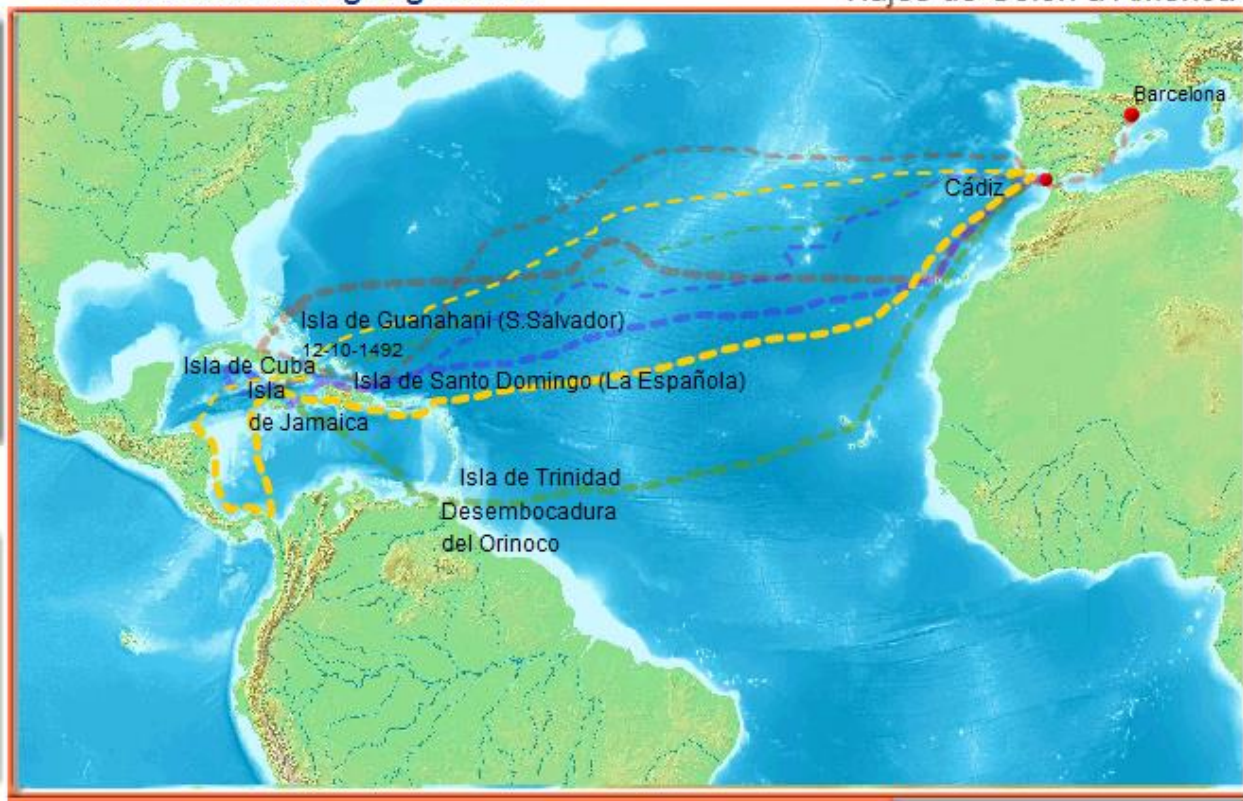 Barcelona
Cádiz
Isla de Guanahani (S.Salvador)
12-10-1492
Isla de Cuba
Isla de Santo Domingo (La Española)
Isla
de Jamaica
Isla de Trinidad
Desembocadura
del Orinoco